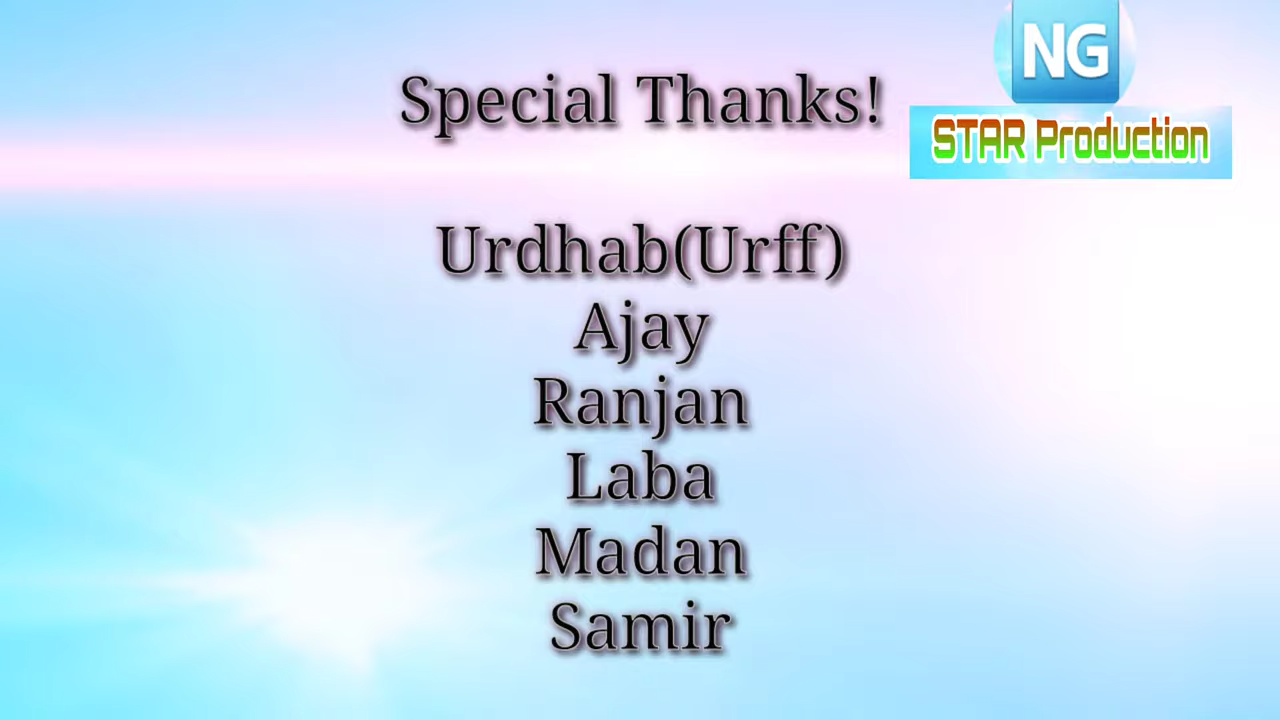 NG
Special Thanks!
STAR Production
Urdhab(Urff)
Ajay
Ranjan
Laba
Madan
Samir